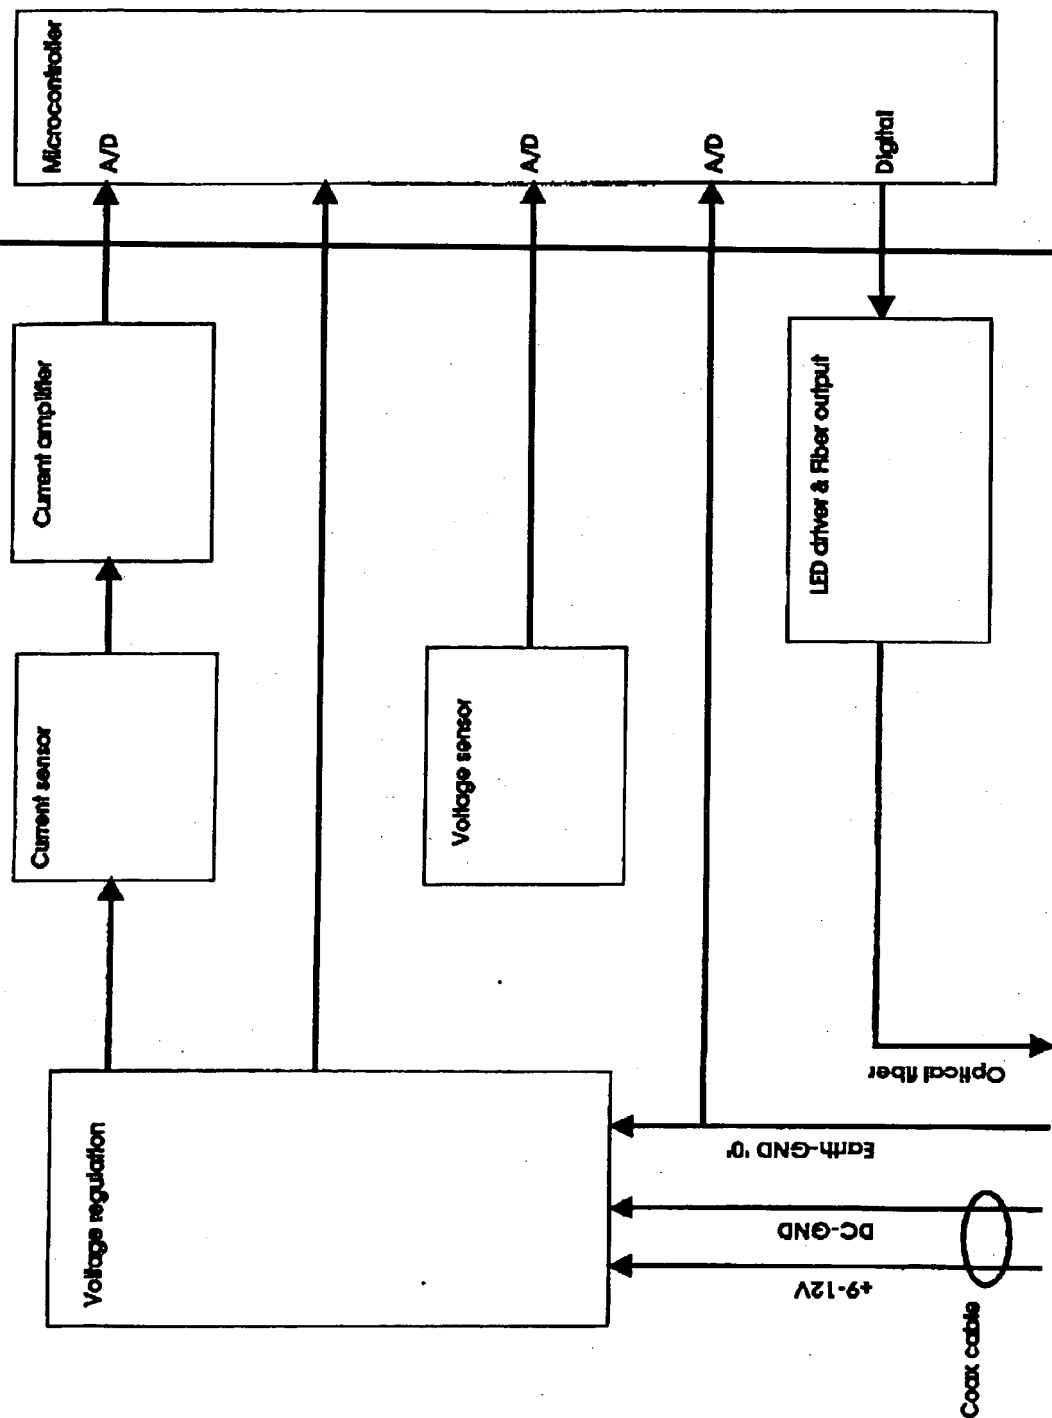 Microcontroller
A/D
A/D
A/D
Digital
Current amplifier
LED driver & Fiber output
Current sensor
Voltage sensor
Optical fiber
Voltage regulation
Earth-GND '0'
DC-GND
+9-12V
Coax cable